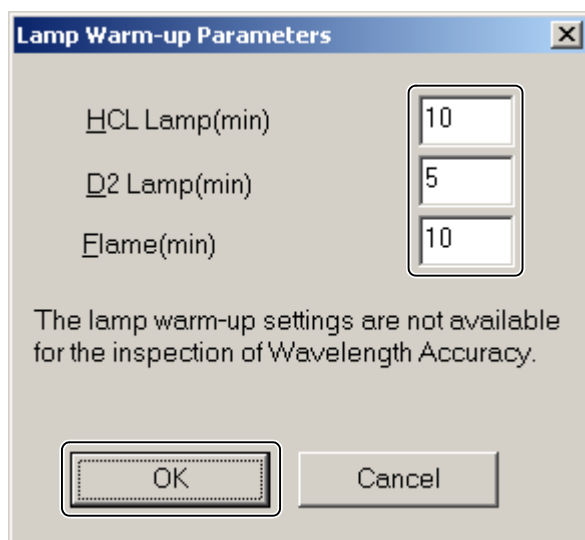 Lamp Warm-up Parameters
HCL Lamp(min) 10
D2 Lamp(min) 5
Flame(min) 10
The lamp warm-up settings are not available
for the inspection of Wavelength Accuracy.
OK Cancel